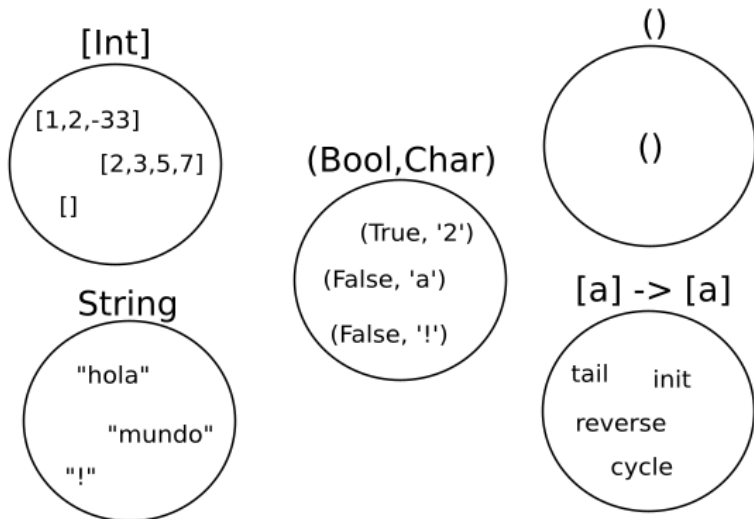 [Int]
[1,2,-33]
[2,3,5,7]
[]
String
"hola"
"mundo"
"!"
(Bool,Char)
(True, '2')
(False, 'a')
(False, '!')
()
()
[a] -> [a]
tail init
reverse
cycle